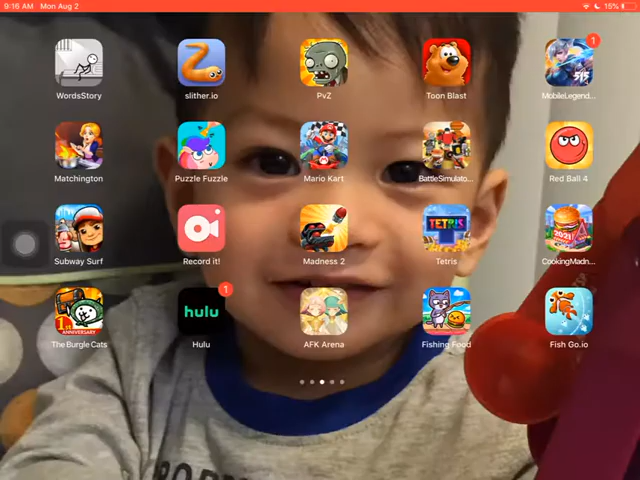 9:16 AM Mon Aug 2 15%
1
515
WordsStory slither.io PvZ Toon Blast MobileLegend...
Matchington Puzzle Fuzzle Mario Kart BattleSimulato... Red Ball 4
TETRIS
2021
Subway Surf Record it! Madness 2 Tetris CookingMadn...
1st
ANNIVERSARY
hulu
1
The Burgle Cats Hulu AFK Arena Fishing Food Fish Go.io